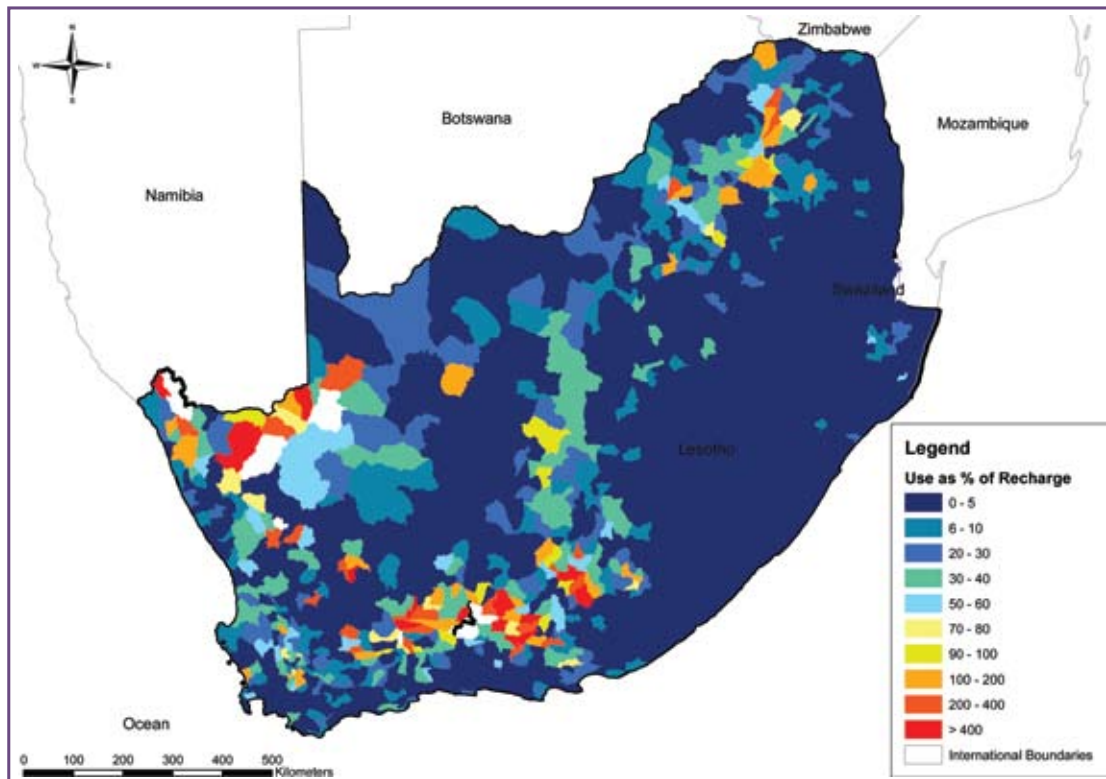 Zimbabwe
N
W E
S
Botswana
Mozambique
Namibia
Swaziland
Lesotho
Legend
Use as % of Recharge
0 - 5
6 - 10
20 - 30
30 - 40
50 - 60
70 - 80
90 - 100
100 - 200
200 - 400
> 400
International Boundaries
Ocean
0 100 200 300 400 500
Kilometers